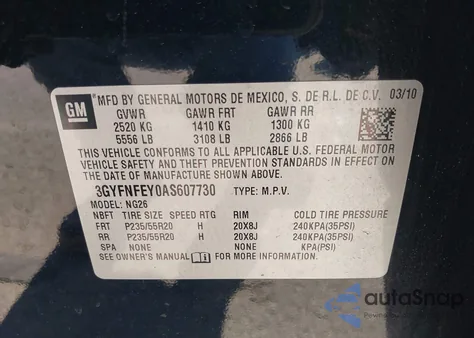 GM
MFD BY GENERAL MOTORS DE MEXICO, S. DE R.L. DE C.V. 03/10
GVWR GAWR FRT GAWR RR
2520 KG 1410 KG 1300 KG
5556 LB 3108 LB 2866 LB
THIS VEHICLE CONFORMS TO ALL APPLICABLE U.S. FEDERAL MOTOR
VEHICLE SAFETY, BUMPER, AND THEFT PREVENTION STANDARDS IN EFFECT ON
THE DATE OF MANUFACTURE SHOWN ABOVE.
3GYFNFEY0AS607730 TYPE: M.P.V.
MODEL: NG26
NBFT TIRE SIZE SPEED RTG RIM COLD TIRE PRESSURE
FRT P235/55R20 H 20X8J 240KPA(35PSI)
RR P235/55R20 H 20X8J 240KPA(35PSI)
SPA NONE NONE KPA(PSI)
SEE OWNER'S MANUAL FOR MORE INFORMATION.
autoSnap